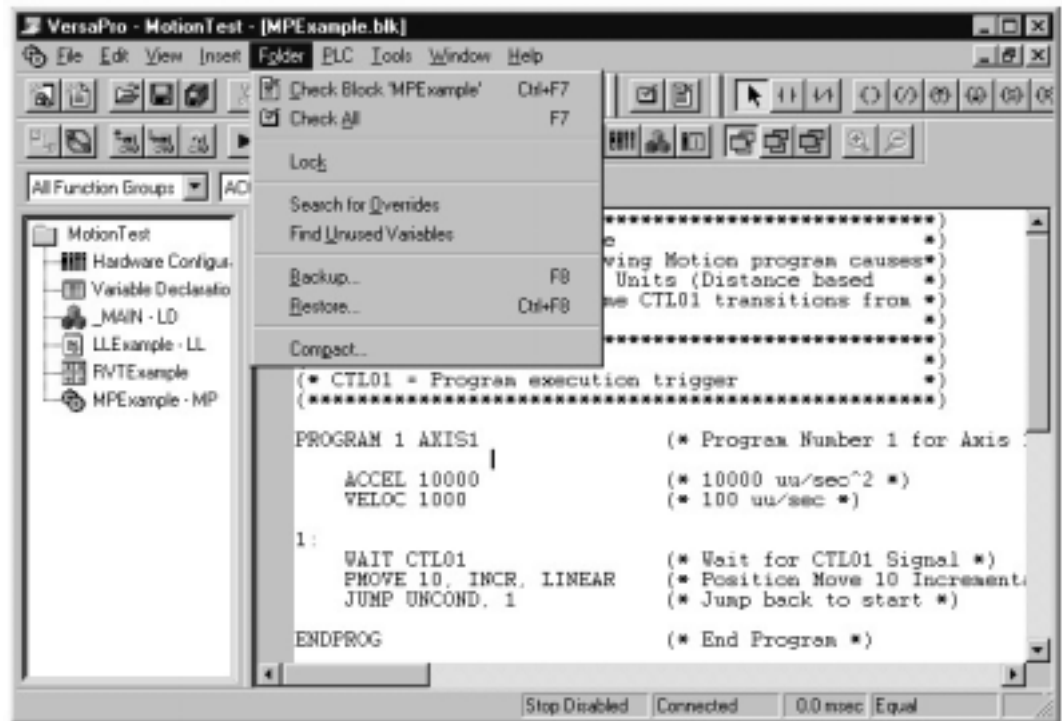 VersaPro - MotionTest - [MPExample.blk]
File Edit View Insert Folder PLC Tools Window Help
Check Block 'MPExample' Ctrl+F7
Check All F7
Lock
Search for Overrides
Find Unused Variables
Backup... F8
Restore... Ctrl+F8
Compact...
All Function Groups
MotionTest
Hardware Configur
Variable Declaratio
_MAIN - LD
LLExample - LL
RVTExample
MPExample - MP
*****************************)
e *)
wing Motion program causes*)
Units (Distance based *)
me CTL01 transitions from *)
*)
*****************************)
*)
(* CTL01 = Program execution trigger *)
(***************************************************)
PROGRAM 1 AXIS1 (* Program Number 1 for Axis
ACCEL 10000 (* 10000 uu/sec^2 *)
VELOC 1000 (* 100 uu/sec *)
1:
WAIT CTL01 (* Wait for CTL01 Signal *)
PMOVE 10, INCR, LINEAR (* Position Move 10 Incrementa
JUMP UNCOND, 1 (* Jump back to start *)
ENDPROG (* End Program *)
Stop Disabled Connected 0.0 msec Equal